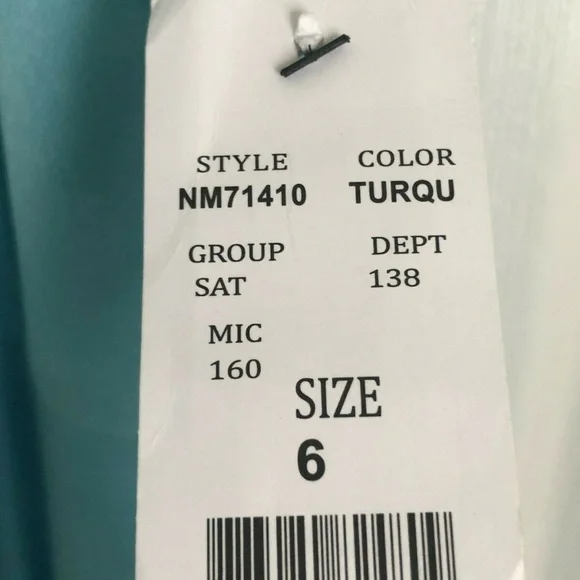 STYLE COLOR
NM71410 TURQU
GROUP DEPT
SAT 138
MIC
160
SIZE
6